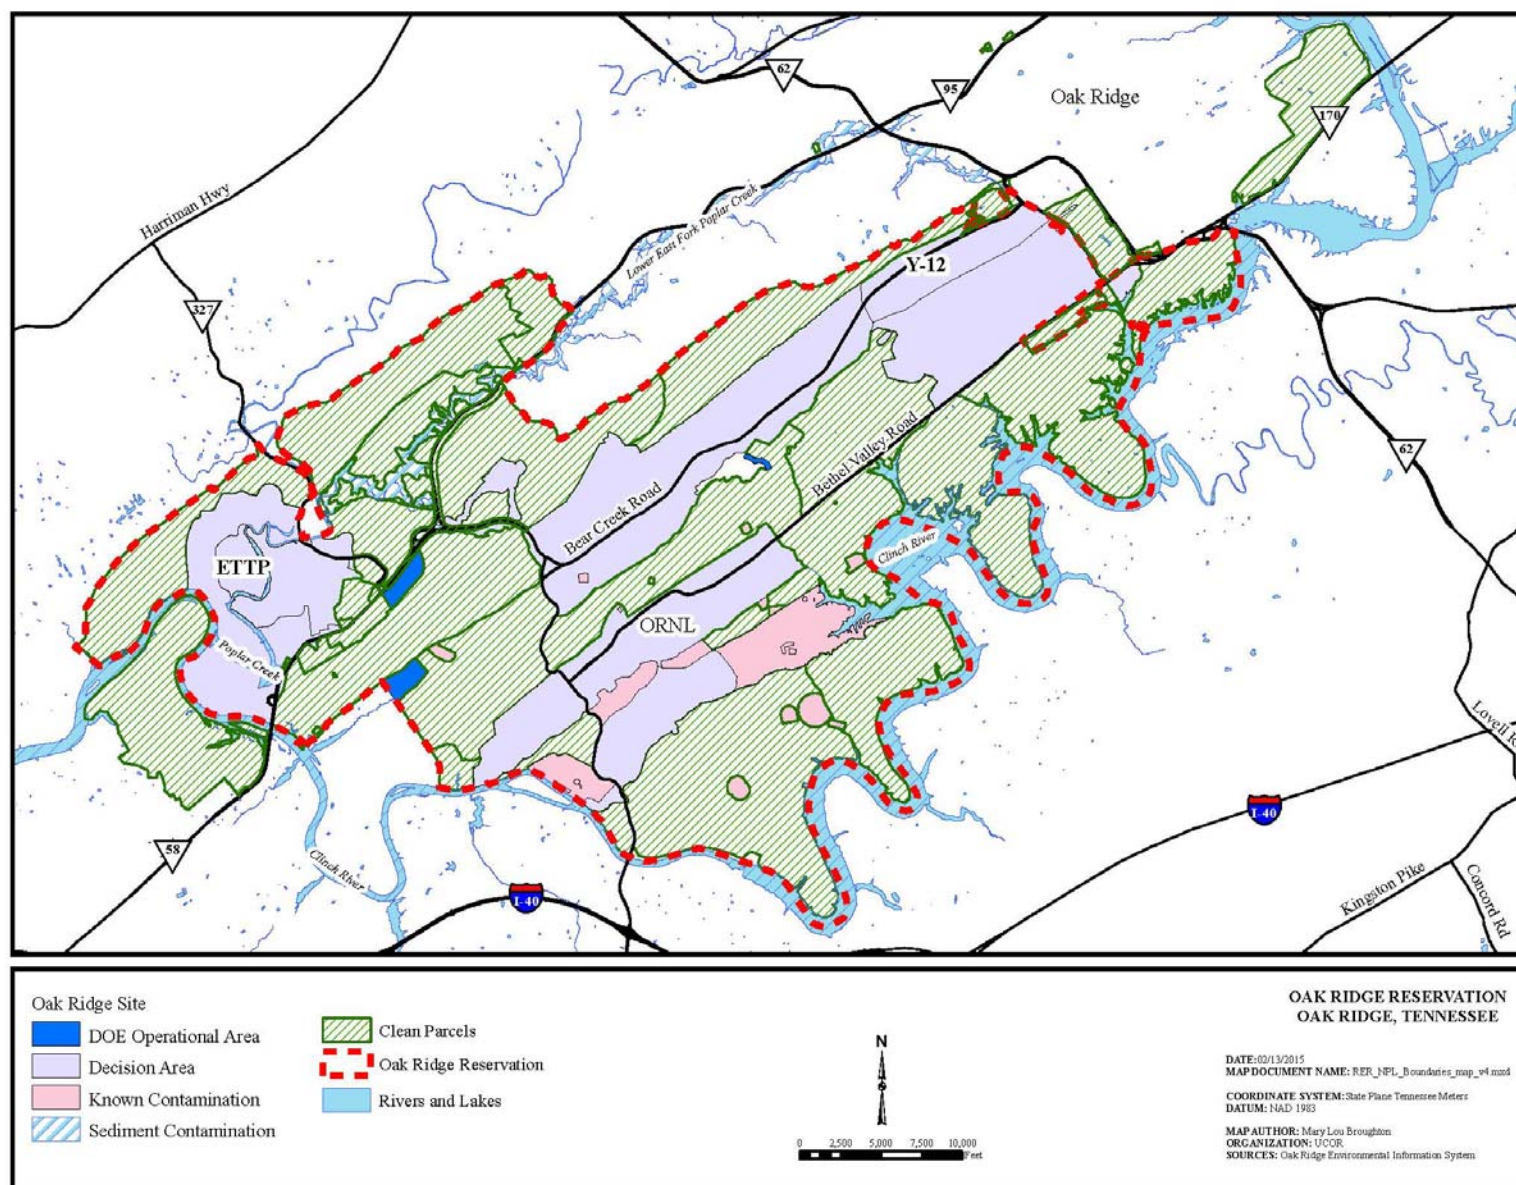 62
95
Oak Ridge
170
Harriman Hwy
Lower East Fork Poplar Creek
327
Y-12
62
Bethel Valley Road
Bear Creek Road
Clinch River
ETTP
ORNL
Poplar Creek
Lovell R
58
Clinch River
I-40
I-40
Kingston Pike
Concord Rd
Oak Ridge Site
DOE Operational Area
Decision Area
Known Contamination
Sediment Contamination
Clean Parcels
Oak Ridge Reservation
Rivers and Lakes
N
0 2,500 5,000 7,500 10,000
Feet
OAK RIDGE RESERVATION
OAK RIDGE, TENNESSEE
DATE:02/13/2015
MAP DOCUMENT NAME: RER_NPL_Boundaries_map_v4.mxd
COORDINATE SYSTEM: State Plane Tennessee Meters
DATUM: NAD 1983
MAP AUTHOR: Mary Lou Broughton
ORGANIZATION: UCOR
SOURCES: Oak Ridge Environmental Information System